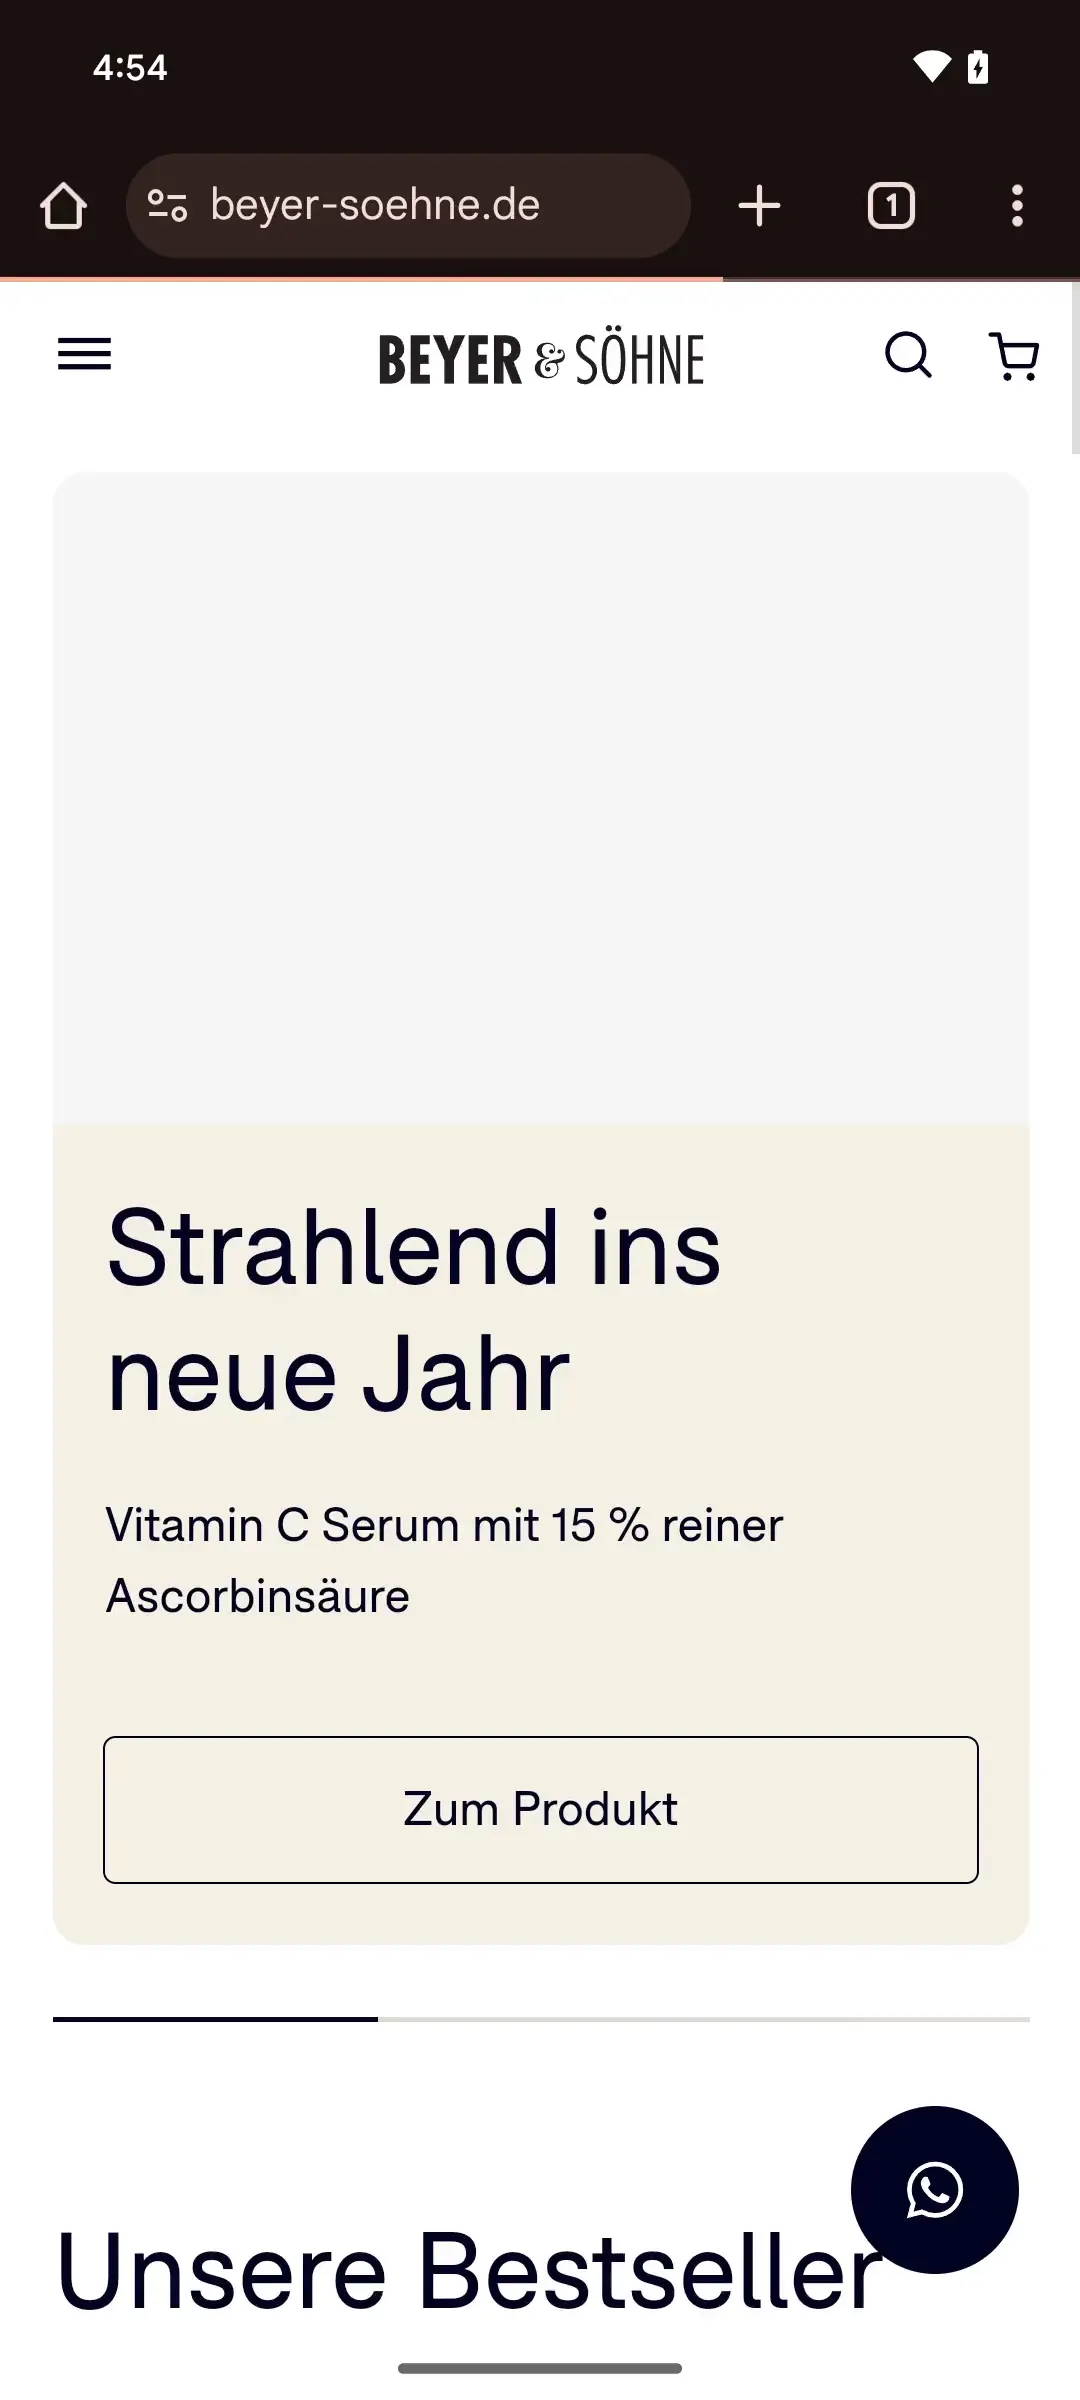 4:54
beyer-soehne.de
1
BEYER & SÖHNE
Strahlend ins
neue Jahr
Vitamin C Serum mit 15 % reiner
Ascorbinsäure
Zum Produkt
Unsere Bestseller